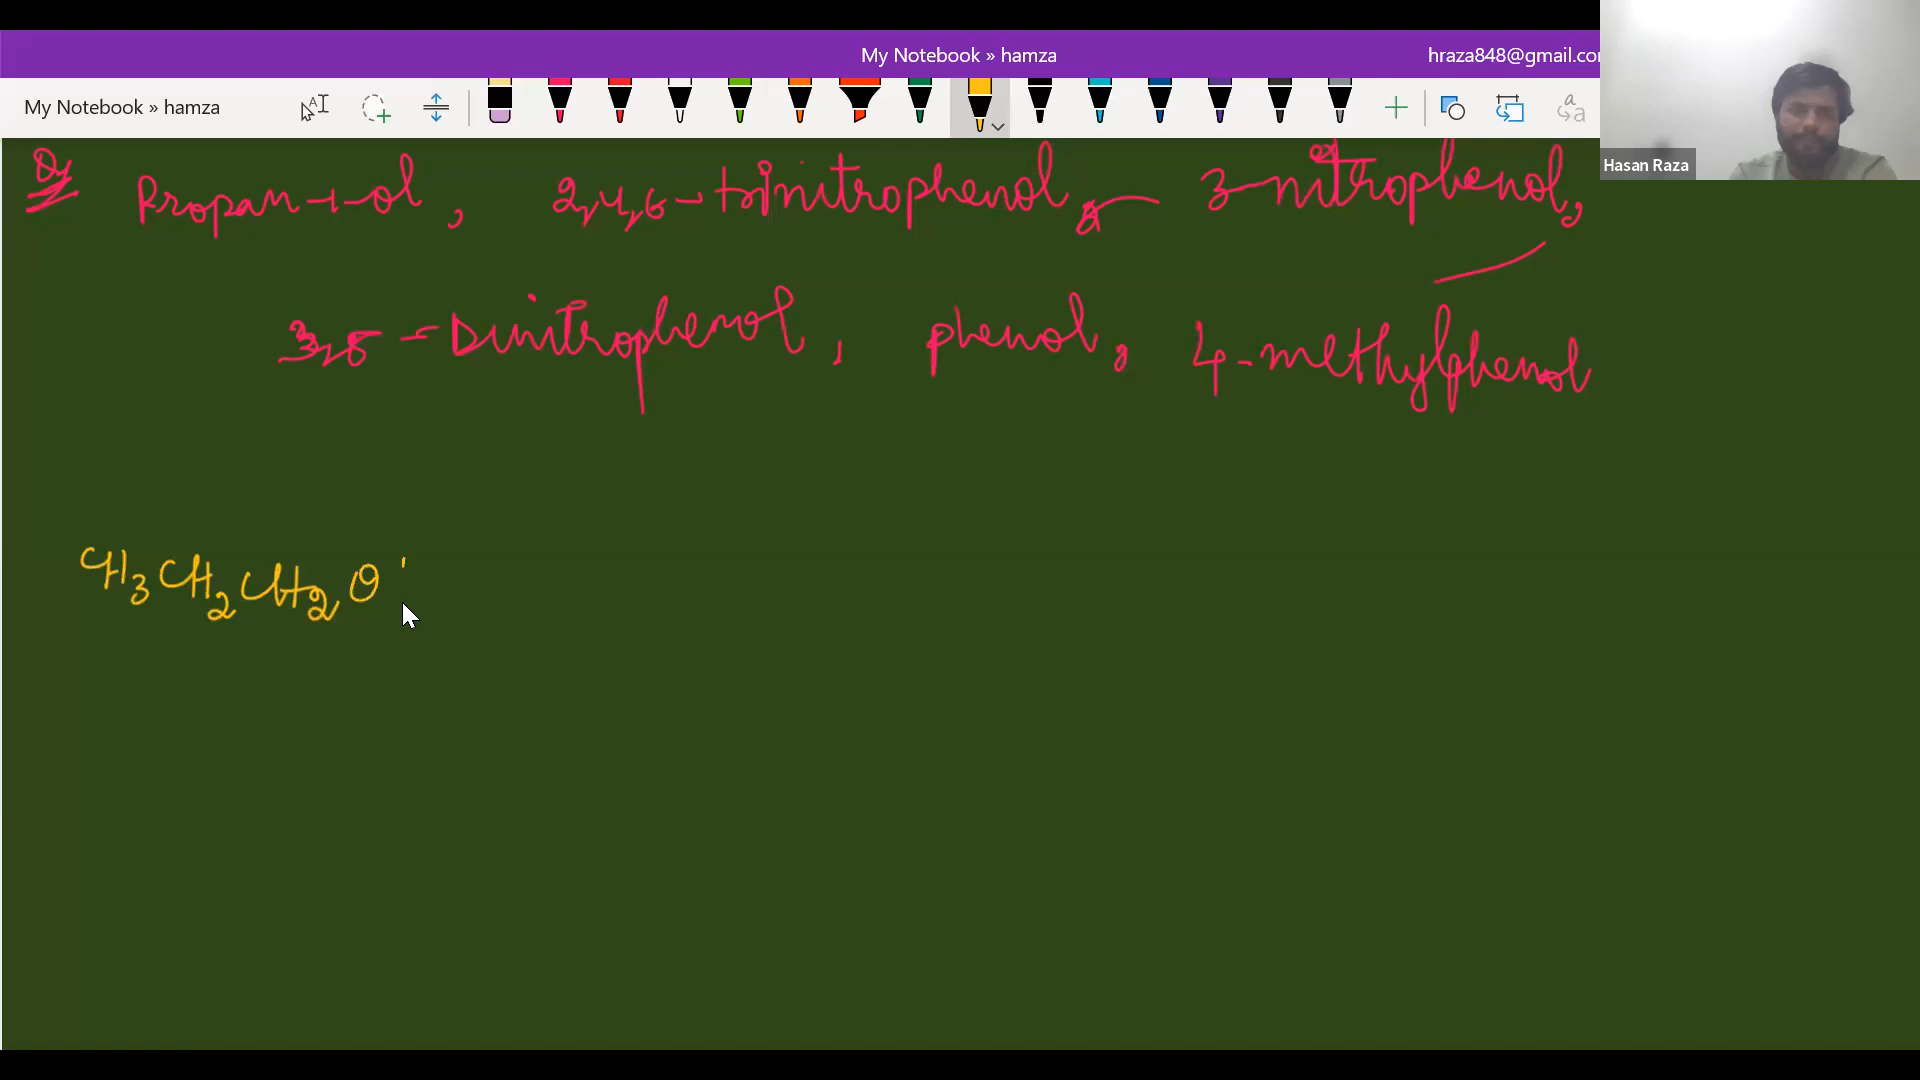 My Notebook » hamza
hraza848@gmail.co
My Notebook » hamza
Hasan Raza
Q Propan-1-ol, 2,4,6-trinitrophenol, 3-nitrophenol,
3,5-Dinitrophenol, phenol, 4-methylphenol
CH3CH2CH2O